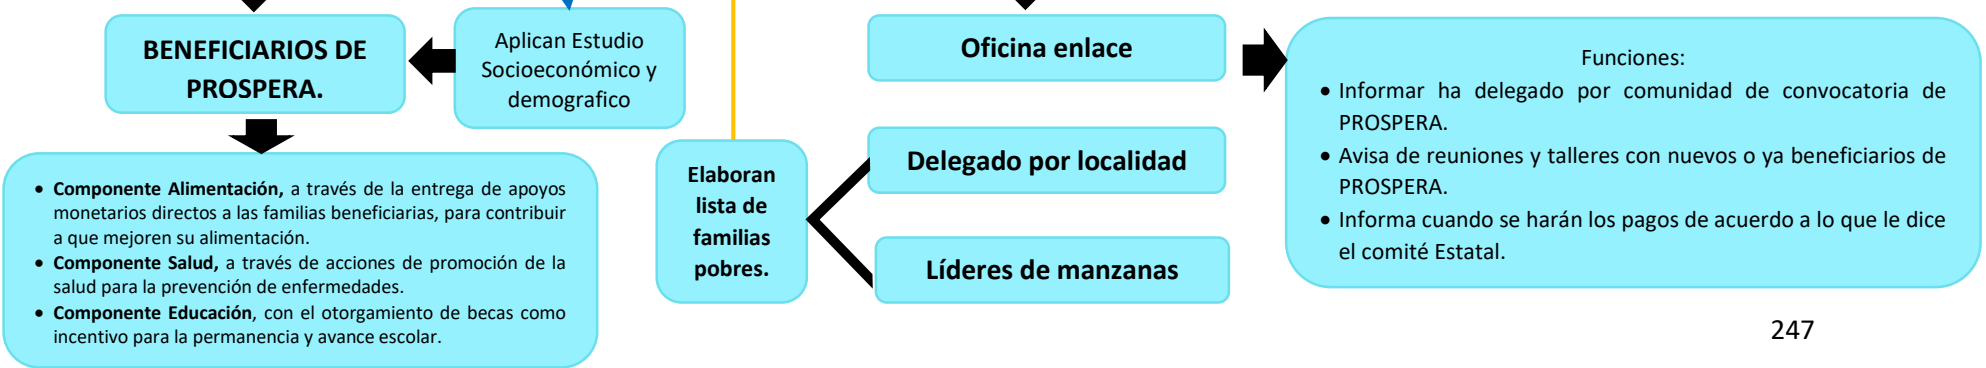 BENEFICIARIOS DE
PROSPERA.
Aplican Estudio
Socioeconómico y
demografico
• Componente Alimentación, a través de la entrega de apoyos
monetarios directos a las familias beneficiarias, para contribuir
a que mejoren su alimentación.
• Componente Salud, a través de acciones de promoción de la
salud para la prevención de enfermedades.
• Componente Educación, con el otorgamiento de becas como
incentivo para la permanencia y avance escolar.
Elaboran
lista de
familias
pobres.
Oficina enlace
Delegado por localidad
Líderes de manzanas
Funciones:
• Informar ha delegado por comunidad de convocatoria de
PROSPERA.
• Avisa de reuniones y talleres con nuevos o ya beneficiarios de
PROSPERA.
• Informa cuando se harán los pagos de acuerdo a lo que le dice
el comité Estatal.
247